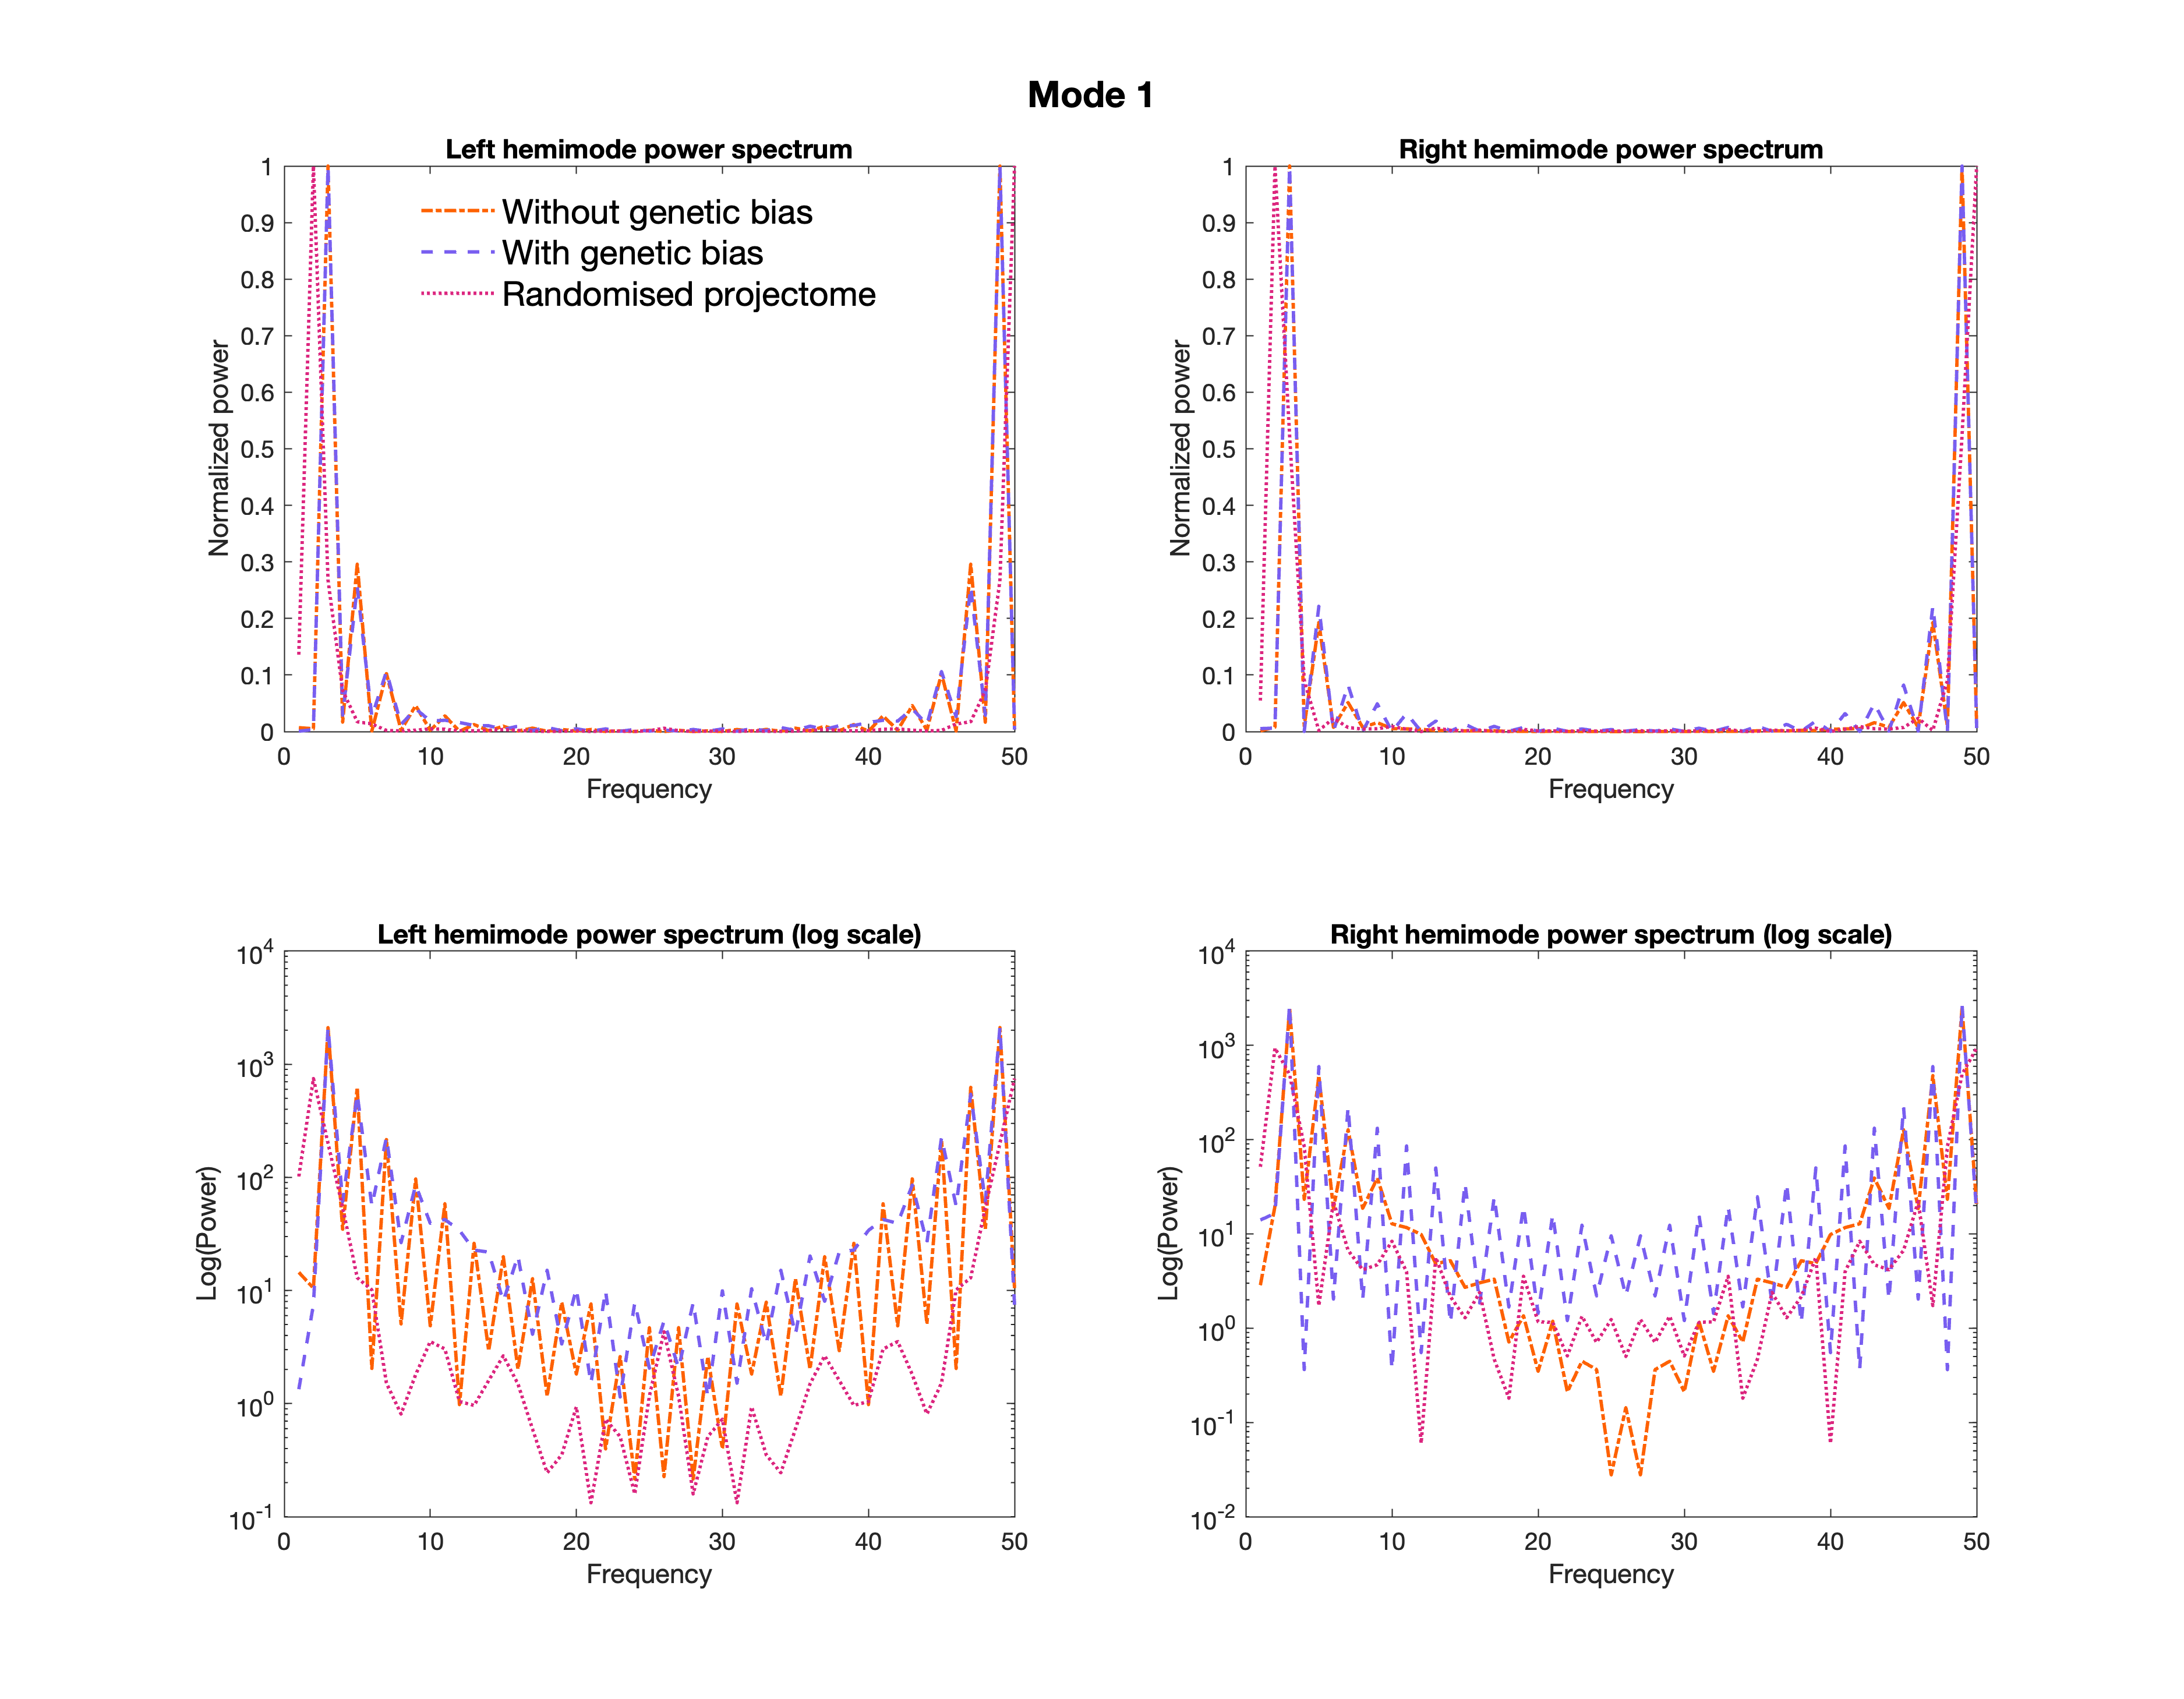 Mode 1
Left hemimode power spectrum
1
0.9
0.8
0.7
0.6
0.5
0.4
0.3
0.2
0.1
0
Normalized power
Without genetic bias
With genetic bias
Randomised projectome
0 10 20 30 40 50
Frequency
Right hemimode power spectrum
1
0.9
0.8
0.7
0.6
0.5
0.4
0.3
0.2
0.1
0
Normalized power
0 10 20 30 40 50
Frequency
Left hemimode power spectrum (log scale)
10^4
10^3
10^2
10^1
10^0
10^-1
Log(Power)
0 10 20 30 40 50
Frequency
Right hemimode power spectrum (log scale)
10^4
10^3
10^2
10^1
10^0
10^-1
10^-2
Log(Power)
0 10 20 30 40 50
Frequency